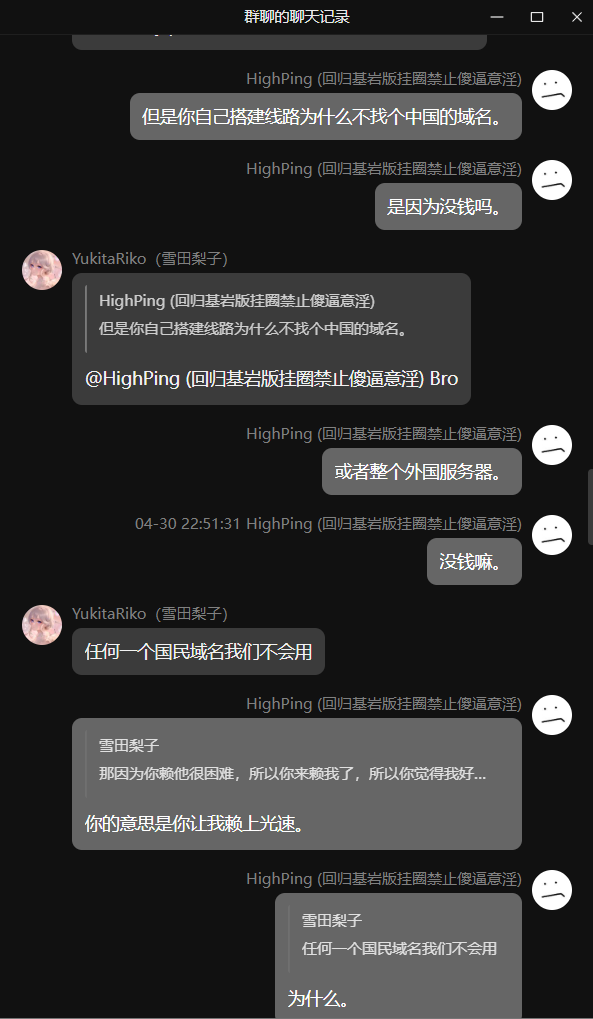 群聊的聊天记录
HighPing (回归基岩版挂圈禁止傻逼意淫)
但是你自己搭建线路为什么不找个中国的域名。
HighPing (回归基岩版挂圈禁止傻逼意淫)
是因为没钱吗。
YukitaRiko（雪田梨子）
HighPing (回归基岩版挂圈禁止傻逼意淫)
但是你自己搭建线路为什么不找个中国的域名。
@HighPing (回归基岩版挂圈禁止傻逼意淫) Bro
HighPing (回归基岩版挂圈禁止傻逼意淫)
或者整个外国服务器。
04-30 22:51:31 HighPing (回归基岩版挂圈禁止傻逼意淫)
没钱嘛。
YukitaRiko（雪田梨子）
任何一个国民域名我们不会用
HighPing (回归基岩版挂圈禁止傻逼意淫)
雪田梨子
那因为你赖他很困难，所以你来赖我了，所以你觉得我好...
你的意思是你让我赖上光速。
HighPing (回归基岩版挂圈禁止傻逼意淫)
雪田梨子
任何一个国民域名我们不会用
为什么。